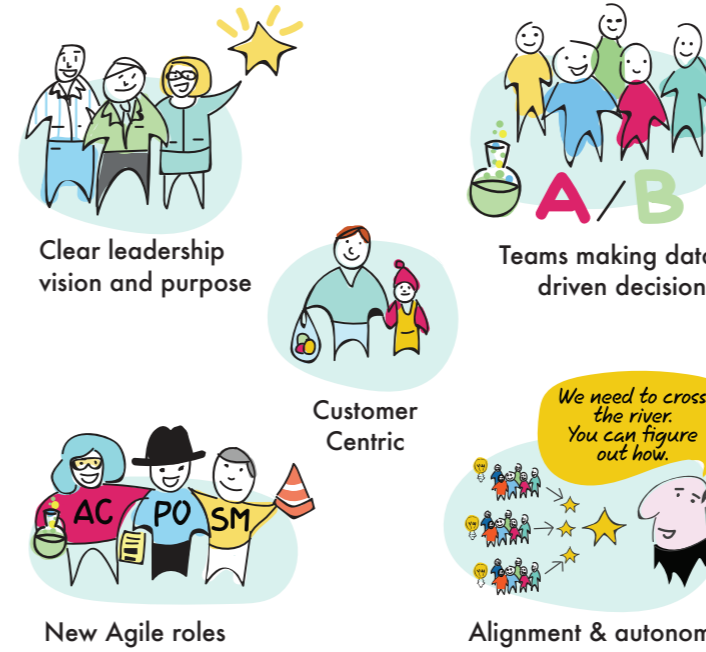 Clear leadership
vision and purpose
A/B
Teams making data
driven decision
Customer
Centric
We need to cross
the river.
You can figure
out how.
AC
PO
SM
New Agile roles
Alignment & autonom